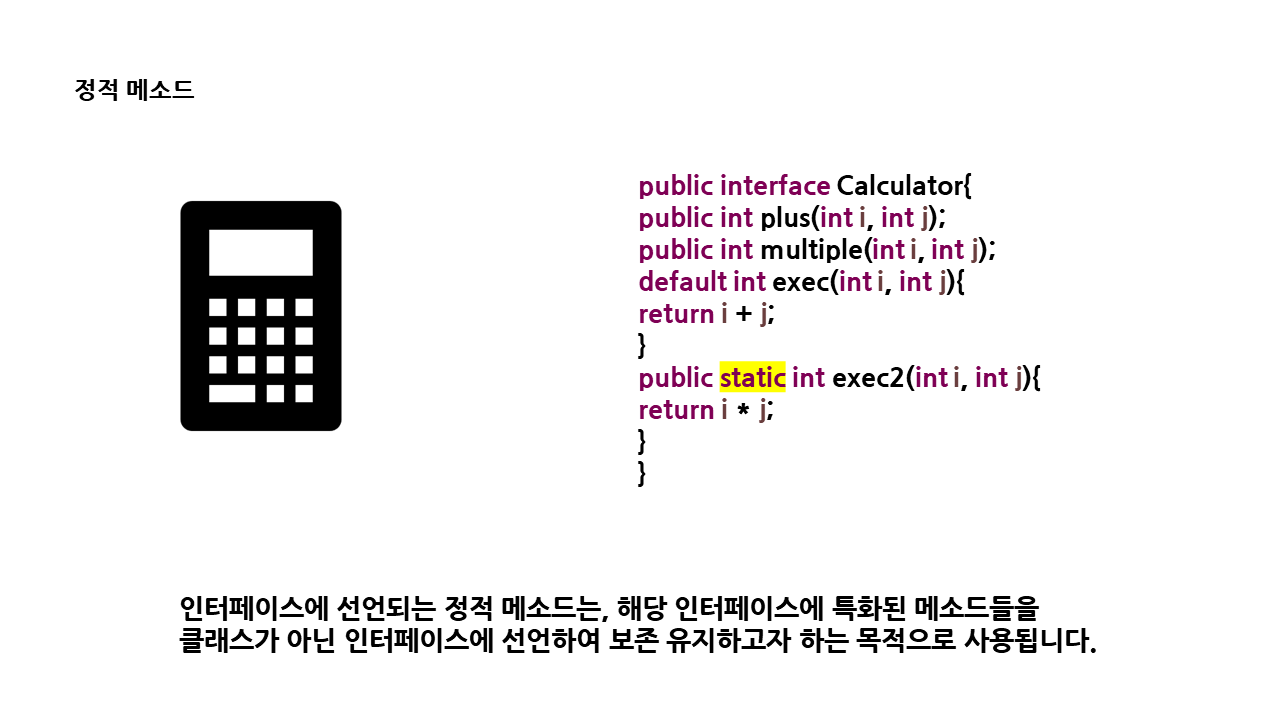 정적 메소드
public interface Calculator{
public int plus(int i, int j);
public int multiple(int i, int j);
default int exec(int i, int j){
return i + j;
}
public static int exec2(int i, int j){
return i * j;
}
}
인터페이스에 선언되는 정적 메소드는, 해당 인터페이스에 특화된 메소드들을
클래스가 아닌 인터페이스에 선언하여 보존 유지하고자 하는 목적으로 사용됩니다.